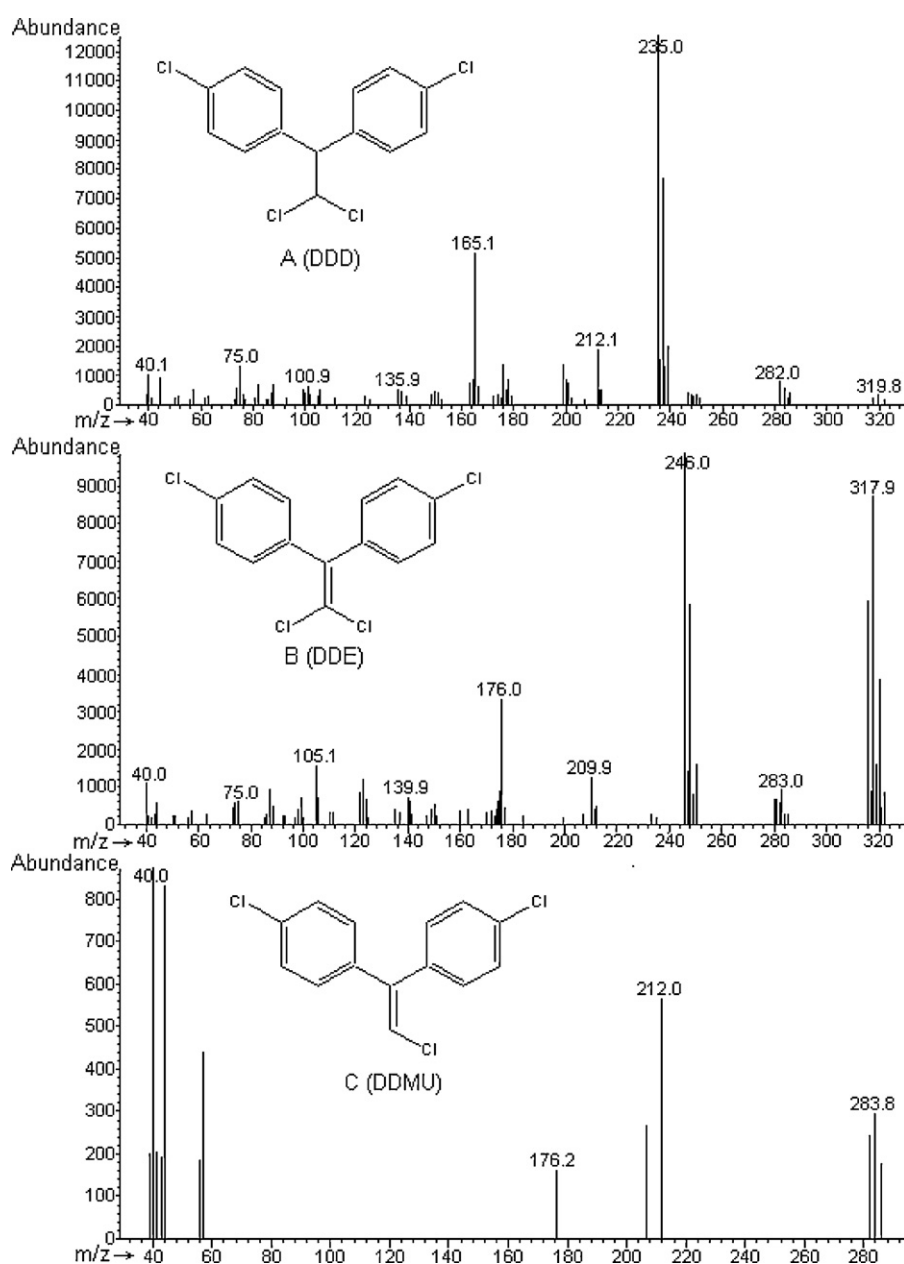 Abundance
12000
11000
10000
9000
8000
7000
6000
5000
4000
3000
2000
1000
0
Cl Cl
Cl Cl
A (DDD)
235.0
165.1
212.1
40.1 75.0 100.9 135.9 282.0 319.8
m/z→ 40 60 80 100 120 140 160 180 200 220 240 260 280 300 320
Abundance
9000
8000
7000
6000
5000
4000
3000
2000
1000
0
Cl Cl
Cl Cl
B (DDE)
246.0 317.9
176.0
40.0 75.0 105.1 139.9 209.9 283.0
m/z→ 40 60 80 100 120 140 160 180 200 220 240 260 280 300 320
Abundance
800
700
600
500
400
300
200
100
0
40.0
Cl Cl
Cl
C (DDMU)
212.0
283.8
176.2
m/z→ 40 60 80 100 120 140 160 180 200 220 240 260 280